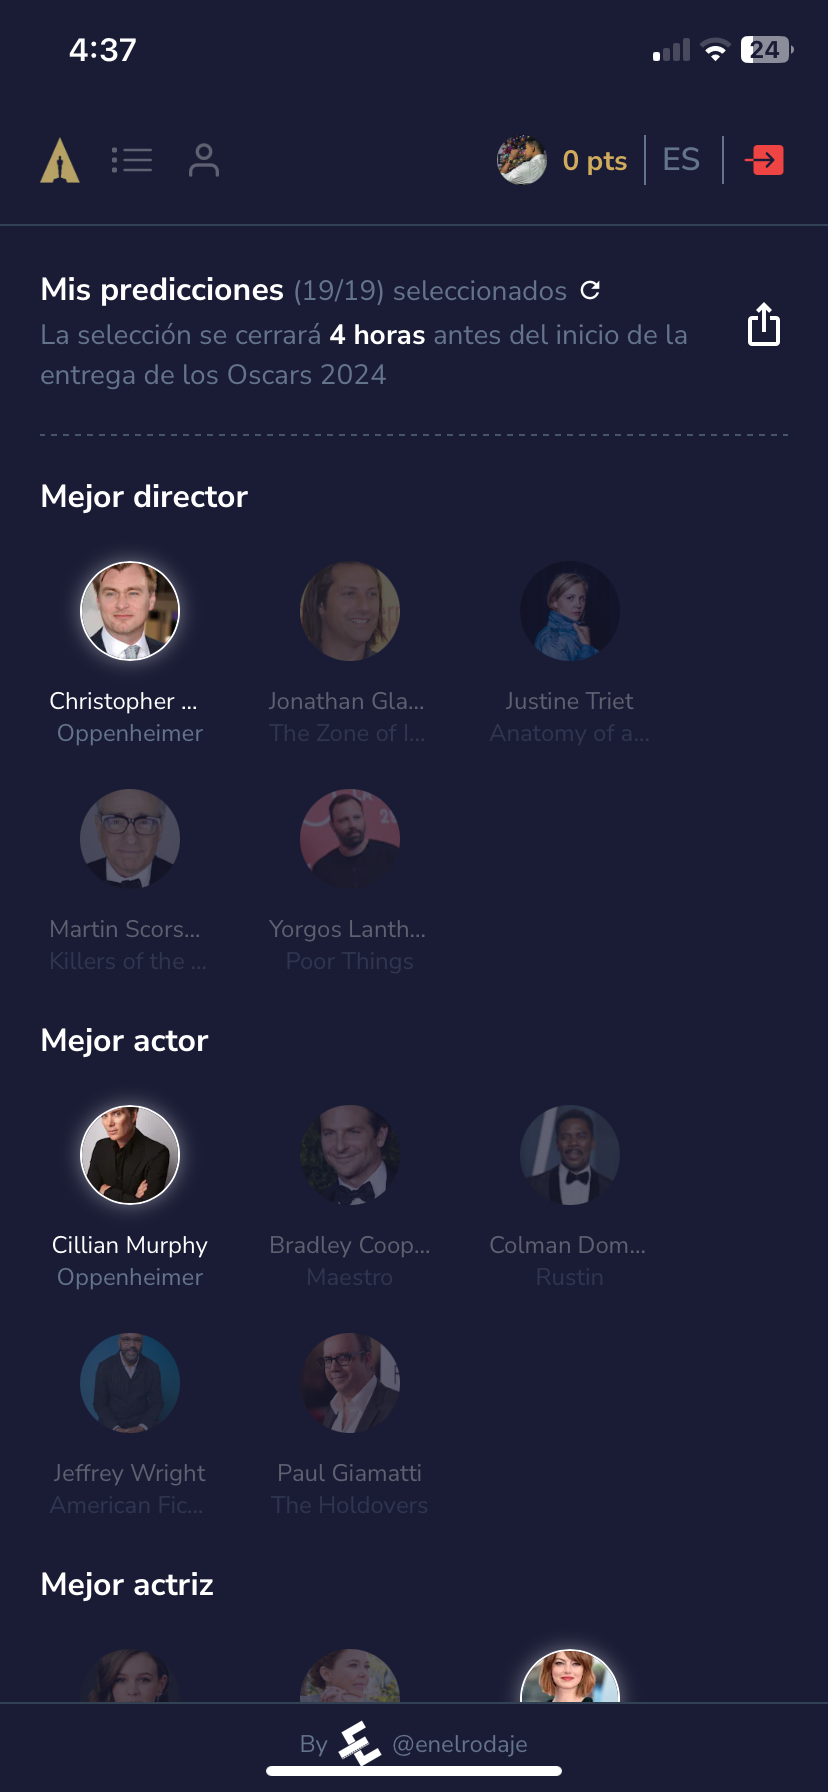 4:37
24
0 pts
ES
Mis predicciones (19/19) seleccionados
La selección se cerrará 4 horas antes del inicio de la
entrega de los Oscars 2024
Mejor director
Christopher ...
Oppenheimer
Jonathan Gla...
The Zone of I...
Justine Triet
Anatomy of a...
Martin Scors...
Killers of the ...
Yorgos Lanth...
Poor Things
Mejor actor
Cillian Murphy
Oppenheimer
Bradley Coop...
Maestro
Colman Dom...
Rustin
Jeffrey Wright
American Fic...
Paul Giamatti
The Holdovers
Mejor actriz
By @enelrodaje